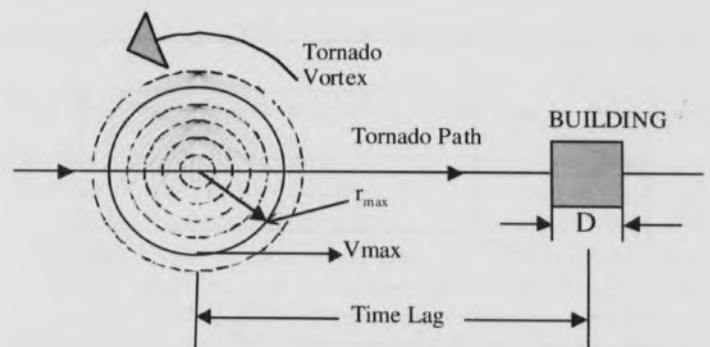 Tornado
Vortex
Tornado Path
BUILDING
r_max
D
Vmax
Time Lag